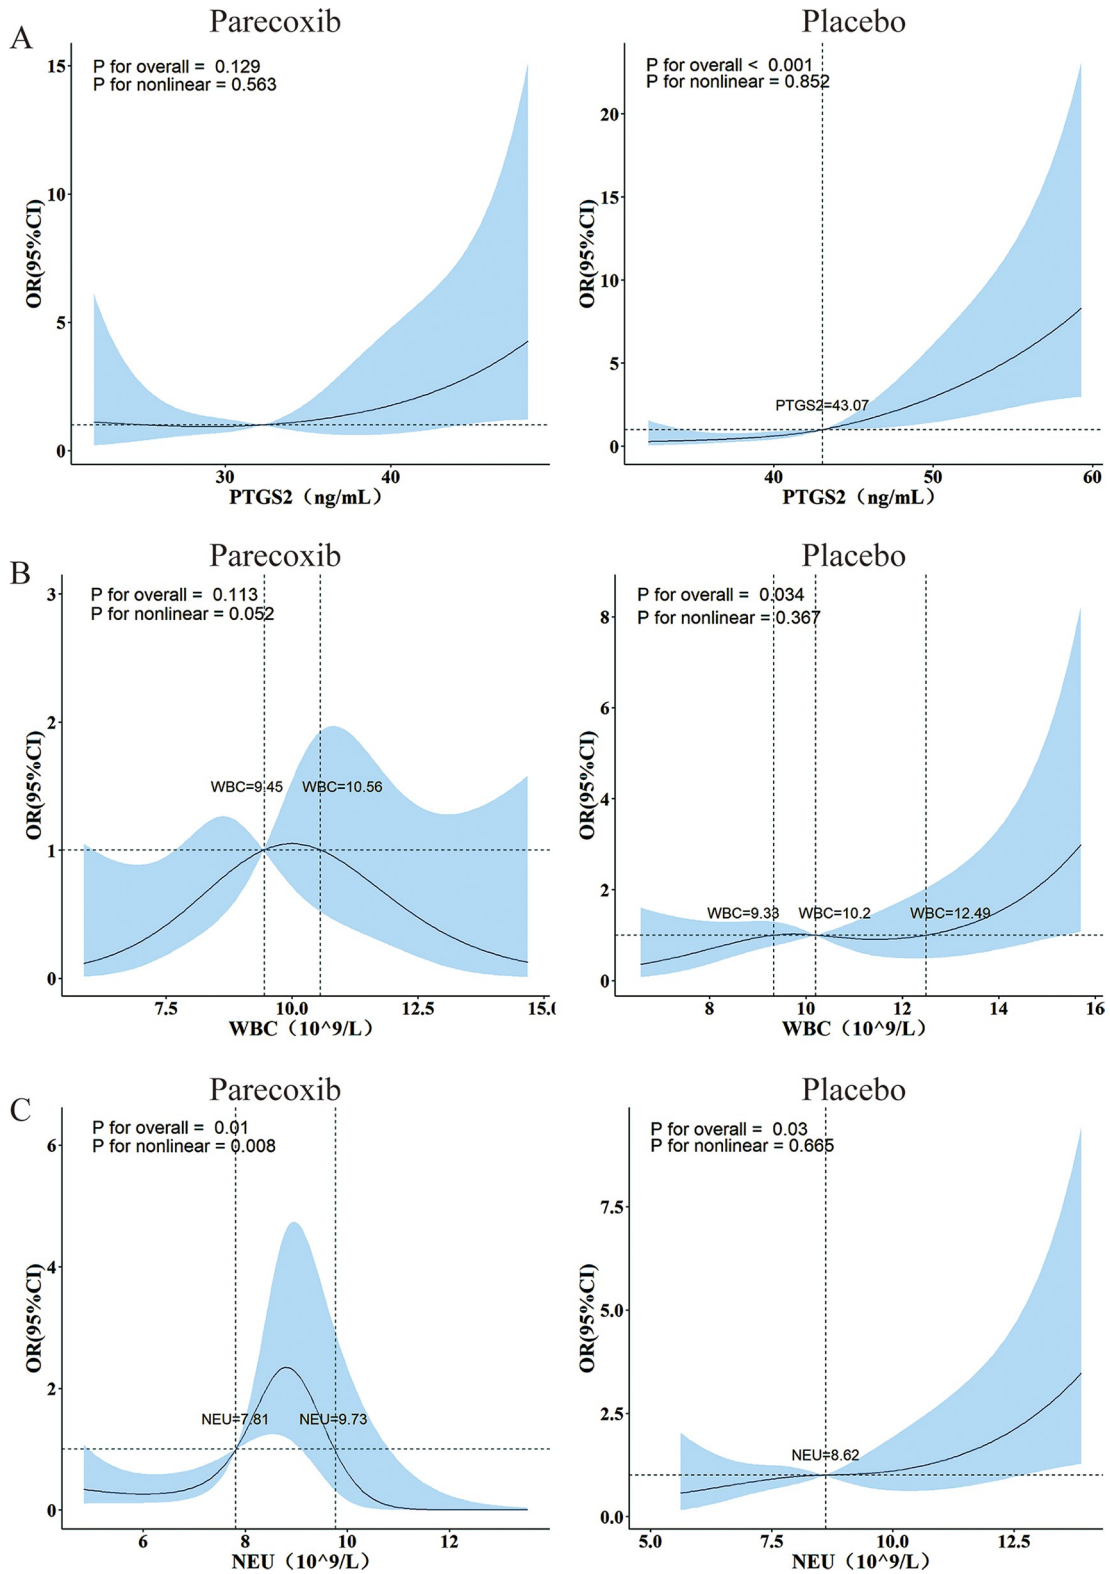 A
Parecoxib
Placebo
P for overall = 0.129
P for nonlinear = 0.563
OR(95%CI)
15
10
5
0
30
40
PTGS2（ng/mL）
P for overall < 0.001
P for nonlinear = 0.852
OR(95%CI)
20
15
10
5
0
PTGS2=43.07
40
50
60
PTGS2（ng/mL）
B
Parecoxib
Placebo
P for overall = 0.113
P for nonlinear = 0.052
OR(95%CI)
3
2
1
0
WBC=9.45
WBC=10.56
7.5
10.0
12.5
15.0
WBC（10^9/L）
P for overall = 0.034
P for nonlinear = 0.367
OR(95%CI)
8
6
4
2
0
WBC=9.33
WBC=10.2
WBC=12.49
8
10
12
14
16
WBC（10^9/L）
C
Parecoxib
Placebo
P for overall = 0.01
P for nonlinear = 0.008
OR(95%CI)
6
4
2
0
NEU=7.81
NEU=9.73
6
8
10
12
NEU（10^9/L）
P for overall = 0.03
P for nonlinear = 0.665
OR(95%CI)
7.5
5.0
2.5
0.0
NEU=8.62
5.0
7.5
10.0
12.5
NEU（10^9/L）